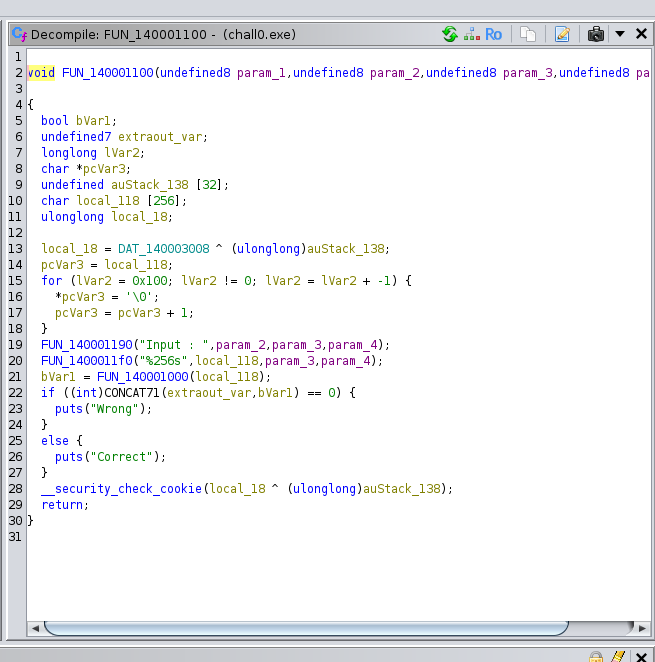 Decompile: FUN_140001100 - (chall0.exe)
Ro
1
2 void FUN_140001100(undefined8 param_1,undefined8 param_2,undefined8 param_3,undefined8 pa
3
4 {
5 bool bVar1;
6 undefined7 extraout_var;
7 longlong lVar2;
8 char *pcVar3;
9 undefined auStack_138 [32];
10 char local_118 [256];
11 ulonglong local_18;
12
13 local_18 = DAT_140003008 ^ (ulonglong)auStack_138;
14 pcVar3 = local_118;
15 for (lVar2 = 0x100; lVar2 != 0; lVar2 = lVar2 + -1) {
16 *pcVar3 = '\0';
17 pcVar3 = pcVar3 + 1;
18 }
19 FUN_140001190("Input : ",param_2,param_3,param_4);
20 FUN_1400011f0("%256s",local_118,param_3,param_4);
21 bVar1 = FUN_140001000(local_118);
22 if ((int)CONCAT71(extraout_var,bVar1) == 0) {
23 puts("Wrong");
24 }
25 else {
26 puts("Correct");
27 }
28 __security_check_cookie(local_18 ^ (ulonglong)auStack_138);
29 return;
30 }
31